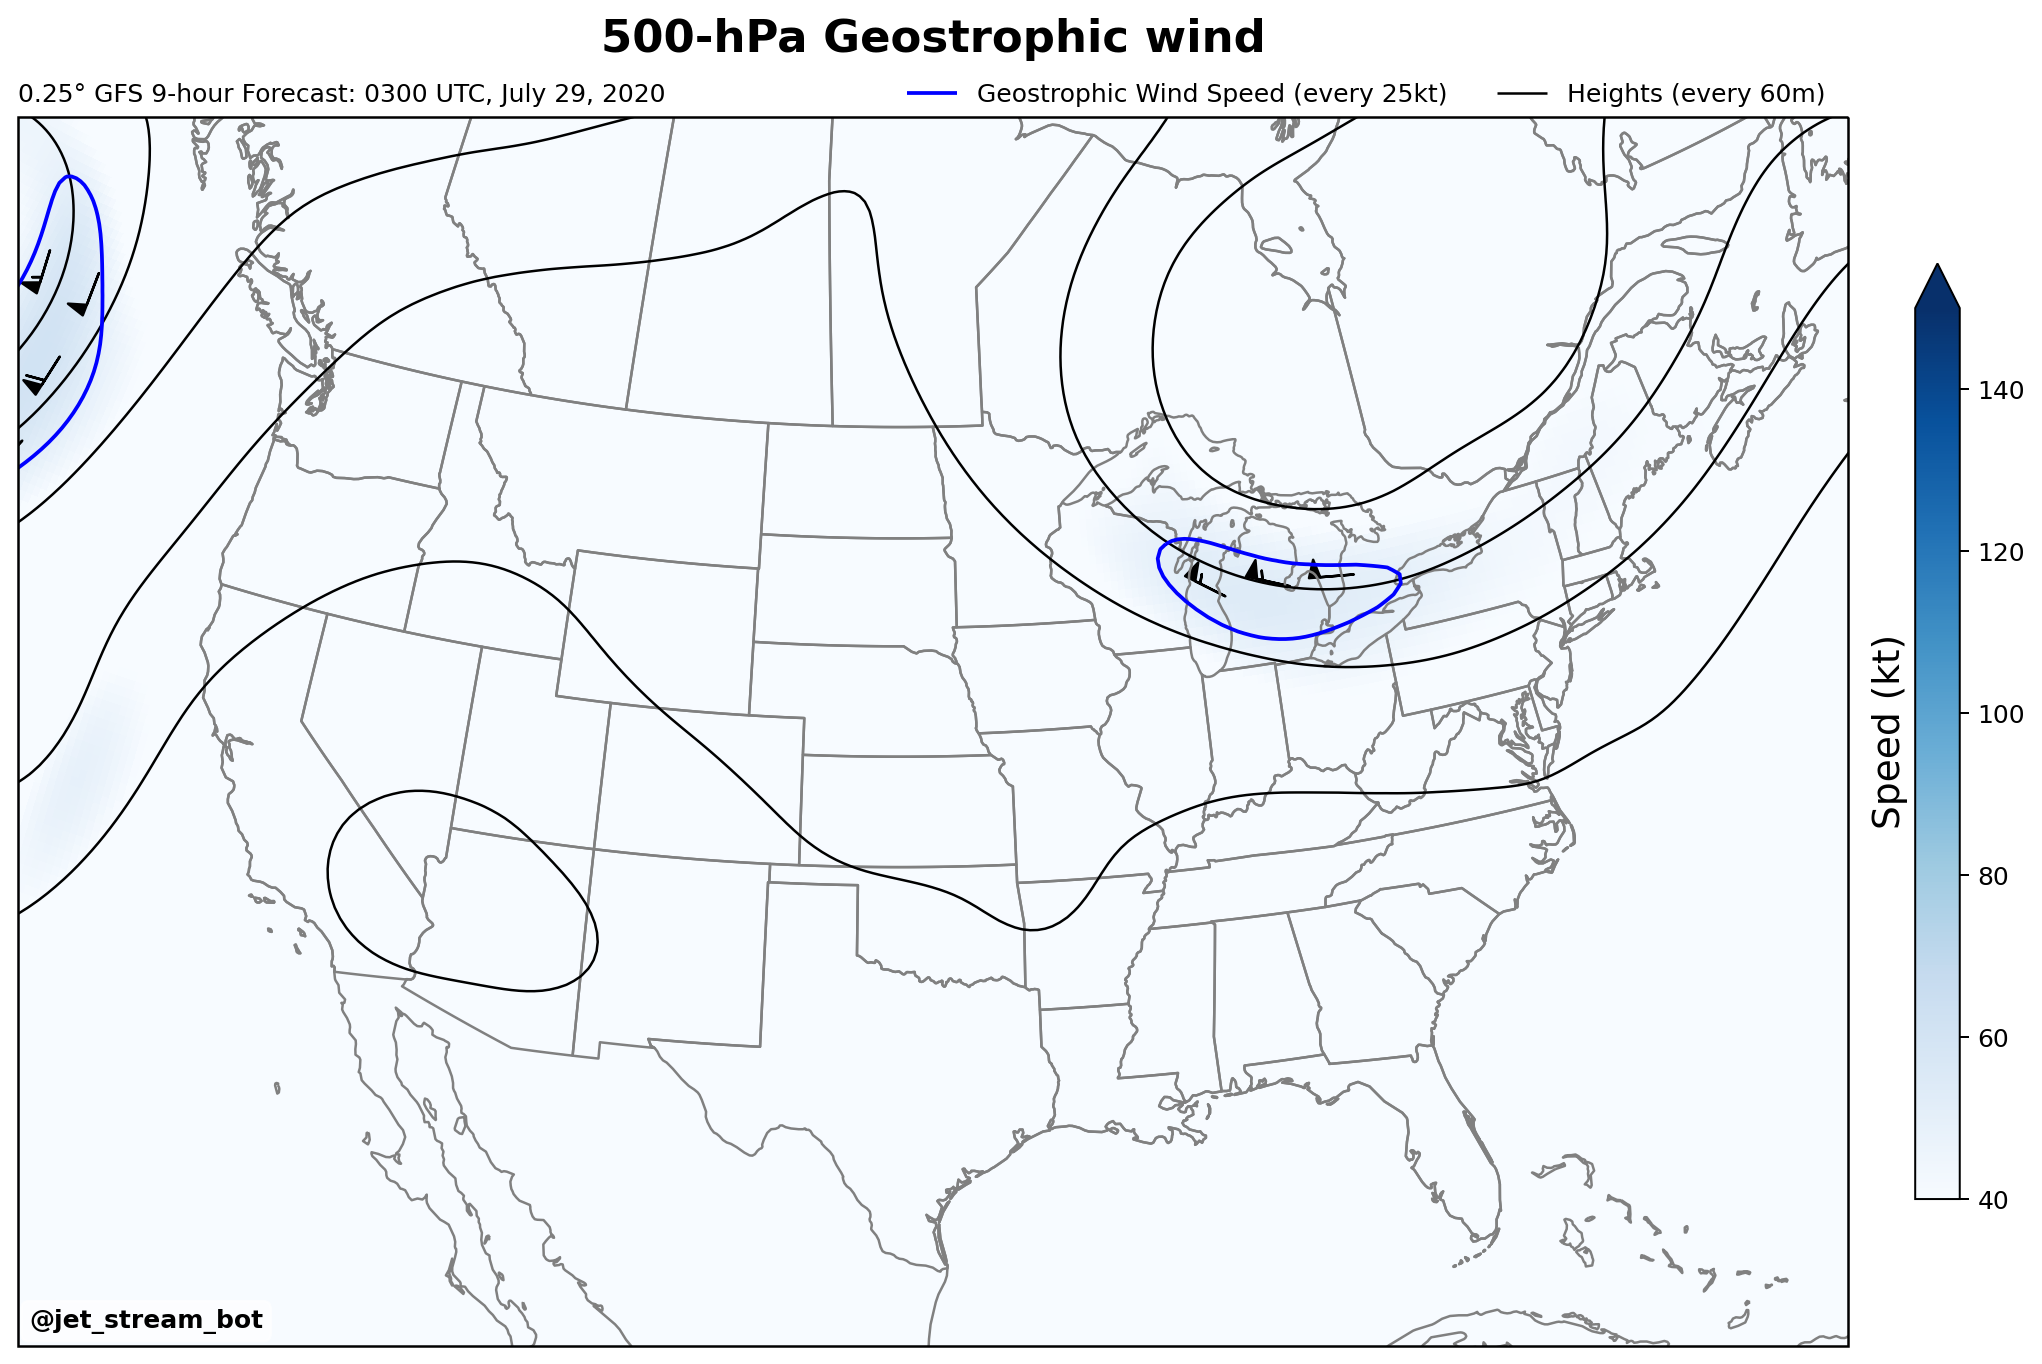 500-hPa Geostrophic wind
0.25° GFS 9-hour Forecast: 0300 UTC, July 29, 2020
Geostrophic Wind Speed (every 25kt)
Heights (every 60m)
140
120
100
80
60
40
Speed (kt)
@jet_stream_bot